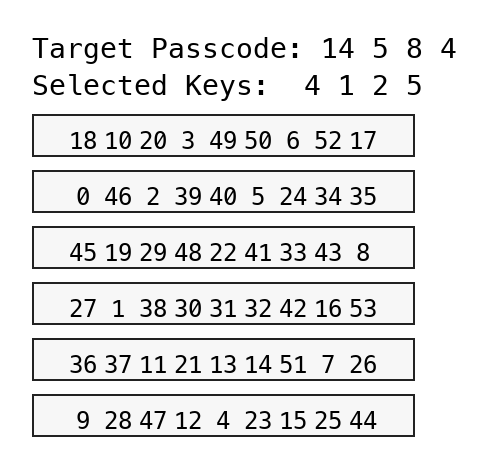 Target Passcode: 14 5 8 4
Selected Keys: 4 1 2 5
18 10 20 3 49 50 6 52 17
0 46 2 39 40 5 24 34 35
45 19 29 48 22 41 33 43 8
27 1 38 30 31 32 42 16 53
36 37 11 21 13 14 51 7 26
9 28 47 12 4 23 15 25 44